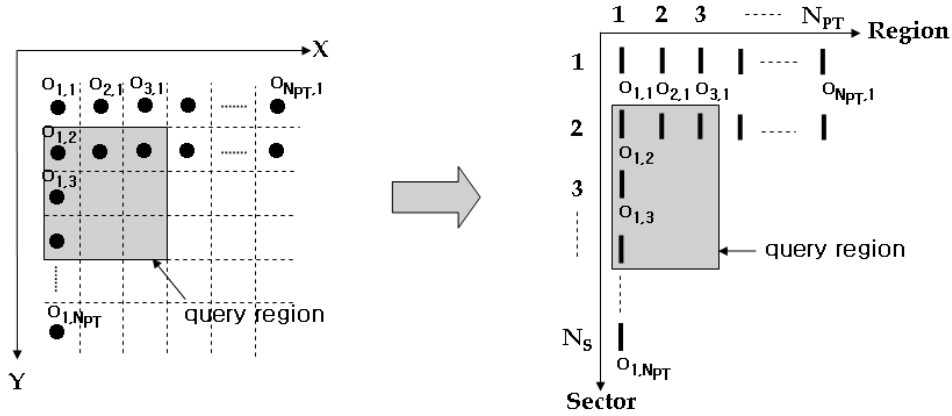 X
O1,1 O2,1 O3,1 ........ ONPT,1
O1,2
O1,3
O1,NPT
query region
Y
1 2 3 ----- NPT
Region
1
O1,1 O2,1 O3,1 ONPT,1
2
O1,2
3
O1,3
query region
NS
O1,NPT
Sector